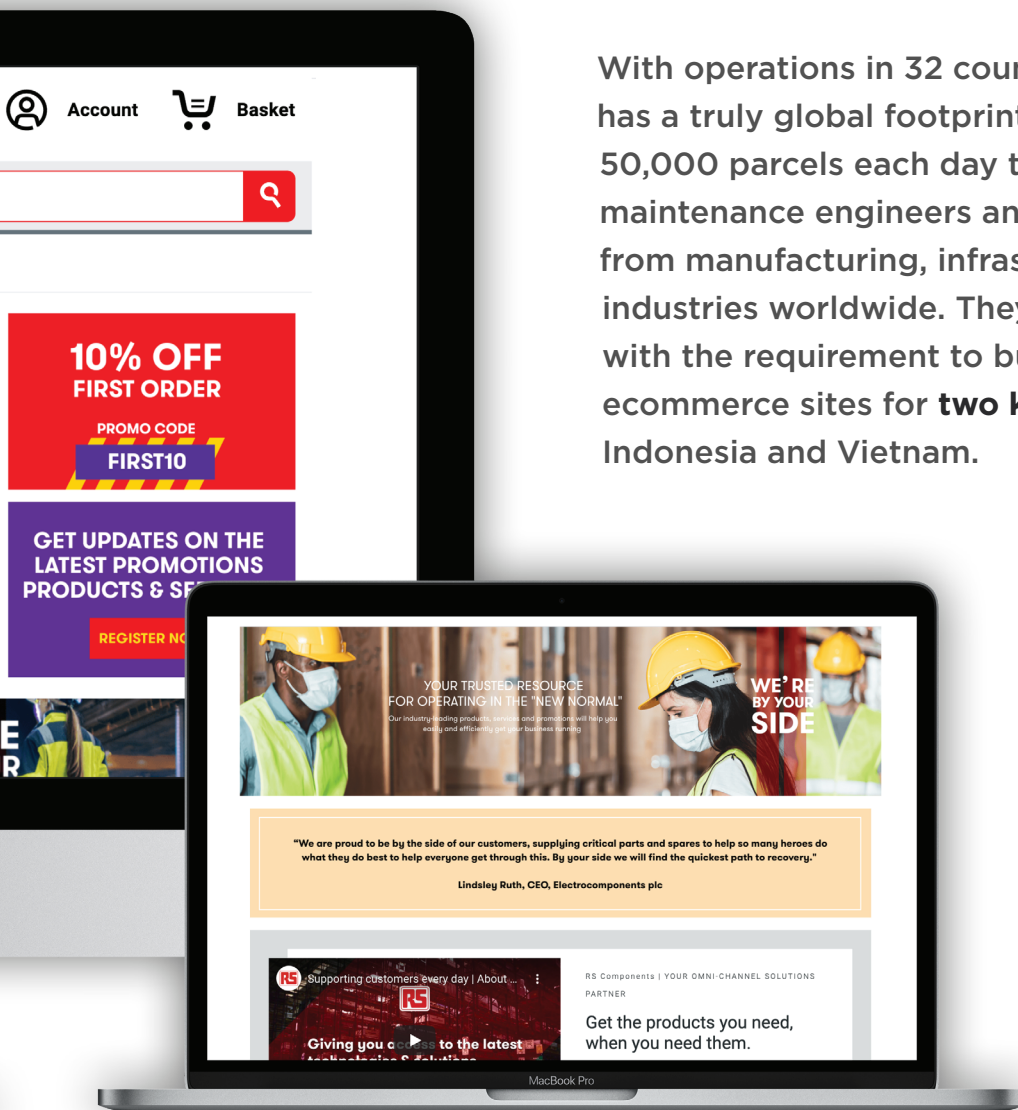 Account
Basket
10% OFF
FIRST ORDER
PROMO CODE
FIRST10
GET UPDATES ON THE
LATEST PROMOTIONS
PRODUCTS &
REGISTER
With operations in 32
has a truly global footprint
50,000 parcels each day
maintenance engineers
from manufacturing,
industries worldwide. They
with the requirement to
ecommerce sites for two
Indonesia and Vietnam.
YOUR TRUSTED RESOURCE
FOR OPERATING IN THE "NEW NORMAL"
Our industry-leading products, services and promotions will help you
easily and efficiently get your business running
WE'RE
BY YOUR
SIDE
“We are proud to be by the side of our customers, supplying critical parts and spares to help so many heroes do
what they do best to help everyone get through this. By your side we will find the quickest path to recovery.”
Lindsley Ruth, CEO, Electrocomponents plc
RS
Supporting customers every day | About ...
RS
Giving you access to the latest
technologies & solutions
RS Components | YOUR OMNI-CHANNEL SOLUTIONS
PARTNER
Get the products you need,
when you need them.
MacBook Pro